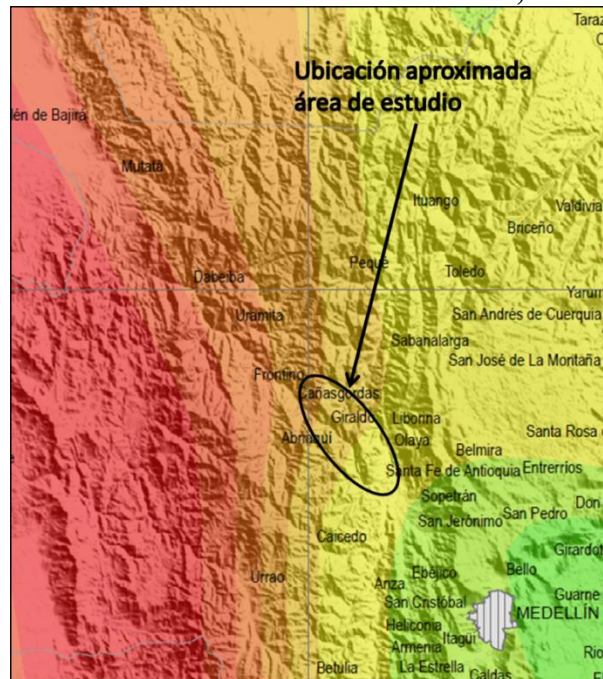 Taraz
Ubicación aproximada
área de estudio
lén de Bajirá
Mutatá
Ituango
Valdivia
Briceño
Peque
Toledo
Dabeiba
Yarum
Uramita
San Andrés de Cuerquia
Sabanalarga
San José de La Montaña
Frontino
Cañasgordas
Giraldo
Liborina
Santa Rosa
Abriaquí
Olaya
Belmira
Santa Fe de Antioquia
Entrerríos
Sopetrán
Don
San Pedro
San Jerónimo
Caicedo
Girardot
Ebéjico
Bello
Urrao
Anza
Guarne
San Cristóbal
MEDELLÍN
Heliconia
Itagüí
Armenia
Rio
Betulia
La Estrella
Caldas